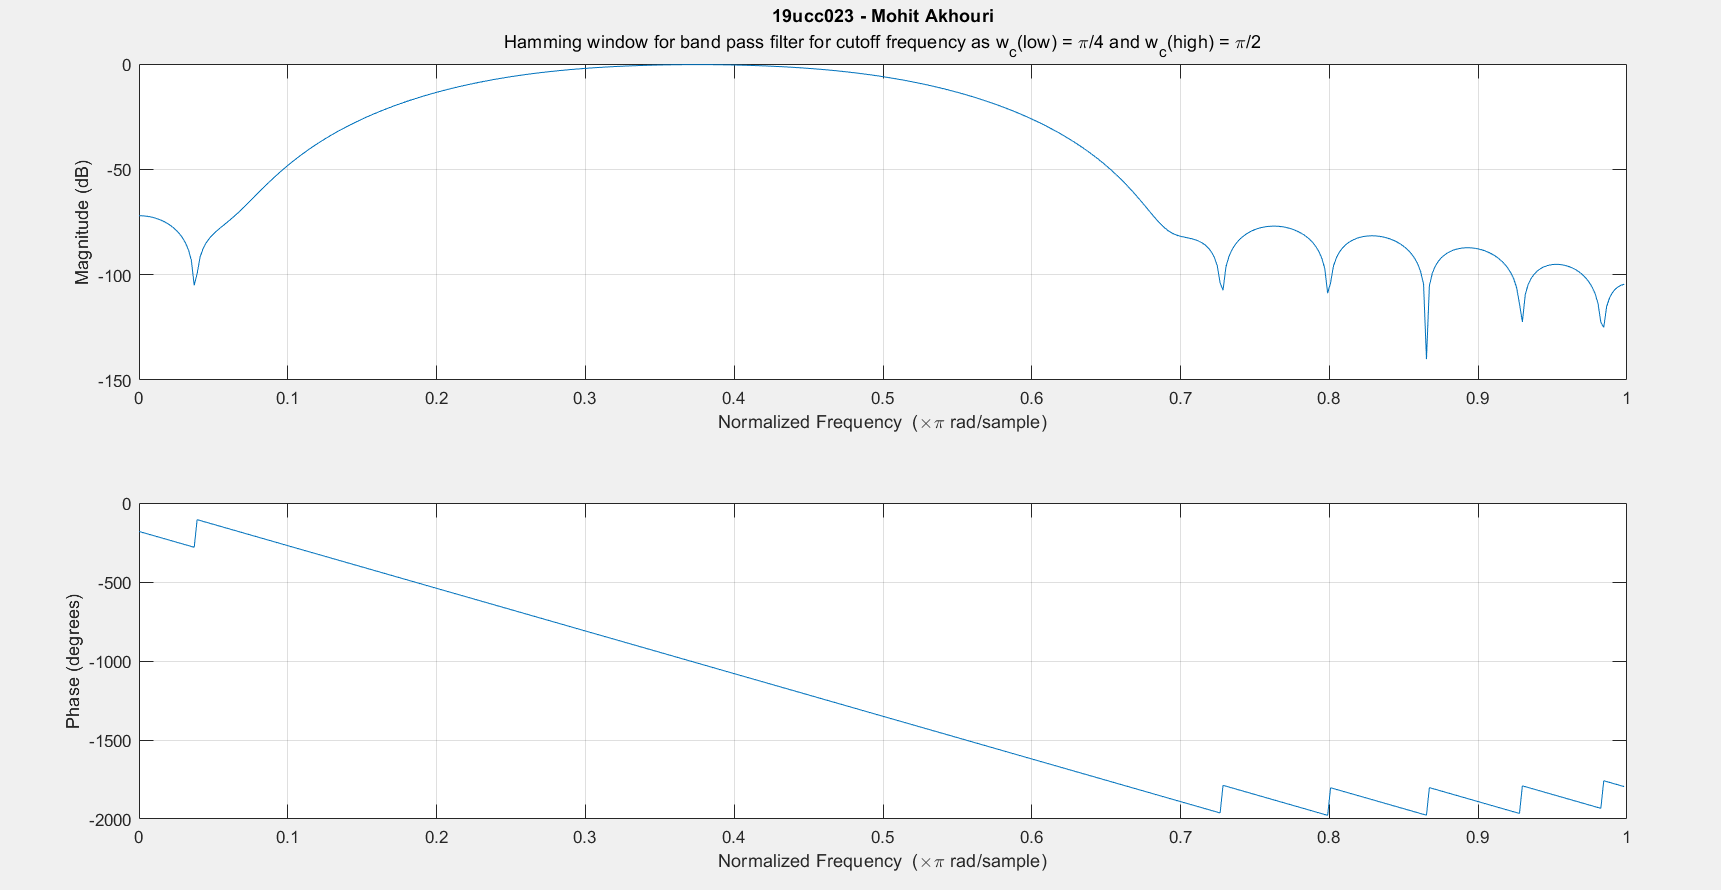 19ucc023 - Mohit Akhouri
Hamming window for band pass filter for cutoff frequency as w_c(low) = π/4 and w_c(high) = π/2
0
-50
-100
-150
Magnitude (dB)
0 0.1 0.2 0.3 0.4 0.5 0.6 0.7 0.8 0.9 1
Normalized Frequency (×π rad/sample)
0
-500
-1000
-1500
-2000
Phase (degrees)
0 0.1 0.2 0.3 0.4 0.5 0.6 0.7 0.8 0.9 1
Normalized Frequency (×π rad/sample)